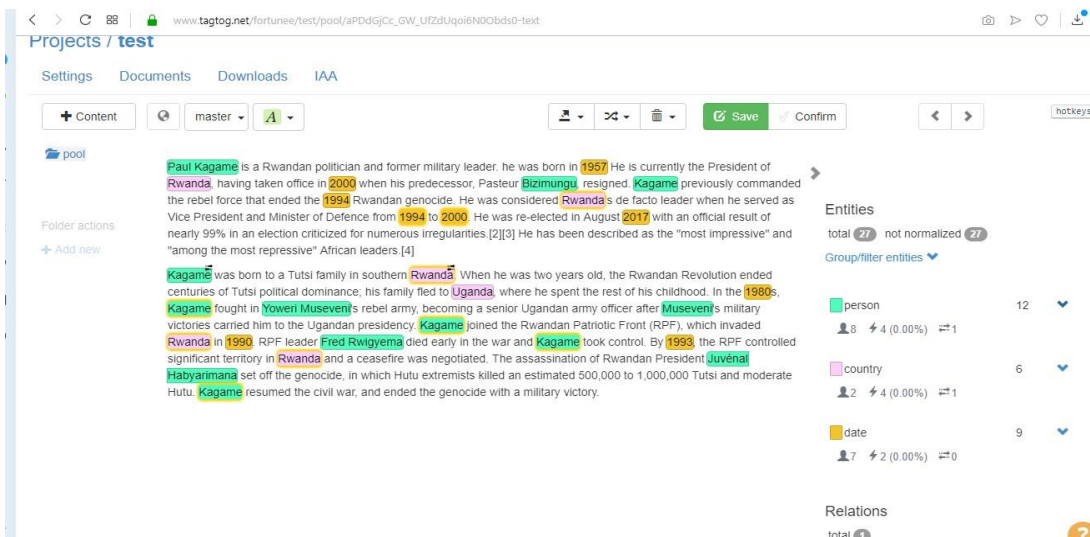 www.tagtog.net/fortunee/test/pool/aPDdGjCc_GW_UfZdUqoi6N0Obds0-text
Projects / test
Settings Documents Downloads IAA
+ Content master A Save Confirm hotkeys
pool
Folder actions
+ Add new
Paul Kagame is a Rwandan politician and former military leader. he was born in 1957 He is currently the President of
Rwanda, having taken office in 2000 when his predecessor, Pasteur Bizimungu, resigned. Kagame previously commanded
the rebel force that ended the 1994 Rwandan genocide. He was considered Rwanda's de facto leader when he served as
Vice President and Minister of Defence from 1994 to 2000. He was re-elected in August 2017 with an official result of
nearly 99% in an election criticized for numerous irregularities.[2][3] He has been described as the "most impressive" and
"among the most repressive" African leaders.[4]
Kagame was born to a Tutsi family in southern Rwanda. When he was two years old, the Rwandan Revolution ended
centuries of Tutsi political dominance; his family fled to Uganda, where he spent the rest of his childhood. In the 1980s,
Kagame fought in Yoweri Museveni's rebel army, becoming a senior Ugandan army officer after Museveni's military
victories carried him to the Ugandan presidency. Kagame joined the Rwandan Patriotic Front (RPF), which invaded
Rwanda in 1990. RPF leader Fred Rwigyema died early in the war and Kagame took control. By 1993, the RPF controlled
significant territory in Rwanda and a ceasefire was negotiated. The assassination of Rwandan President Juvénal
Habyarimana set off the genocide, in which Hutu extremists killed an estimated 500,000 to 1,000,000 Tutsi and moderate
Hutu. Kagame resumed the civil war, and ended the genocide with a military victory.
Entities
total 27 not normalized 27
Group/filter entities
person 12
8 4 (0.00%) 1
country 6
2 4 (0.00%) 1
date 9
7 2 (0.00%) 0
Relations
total 1